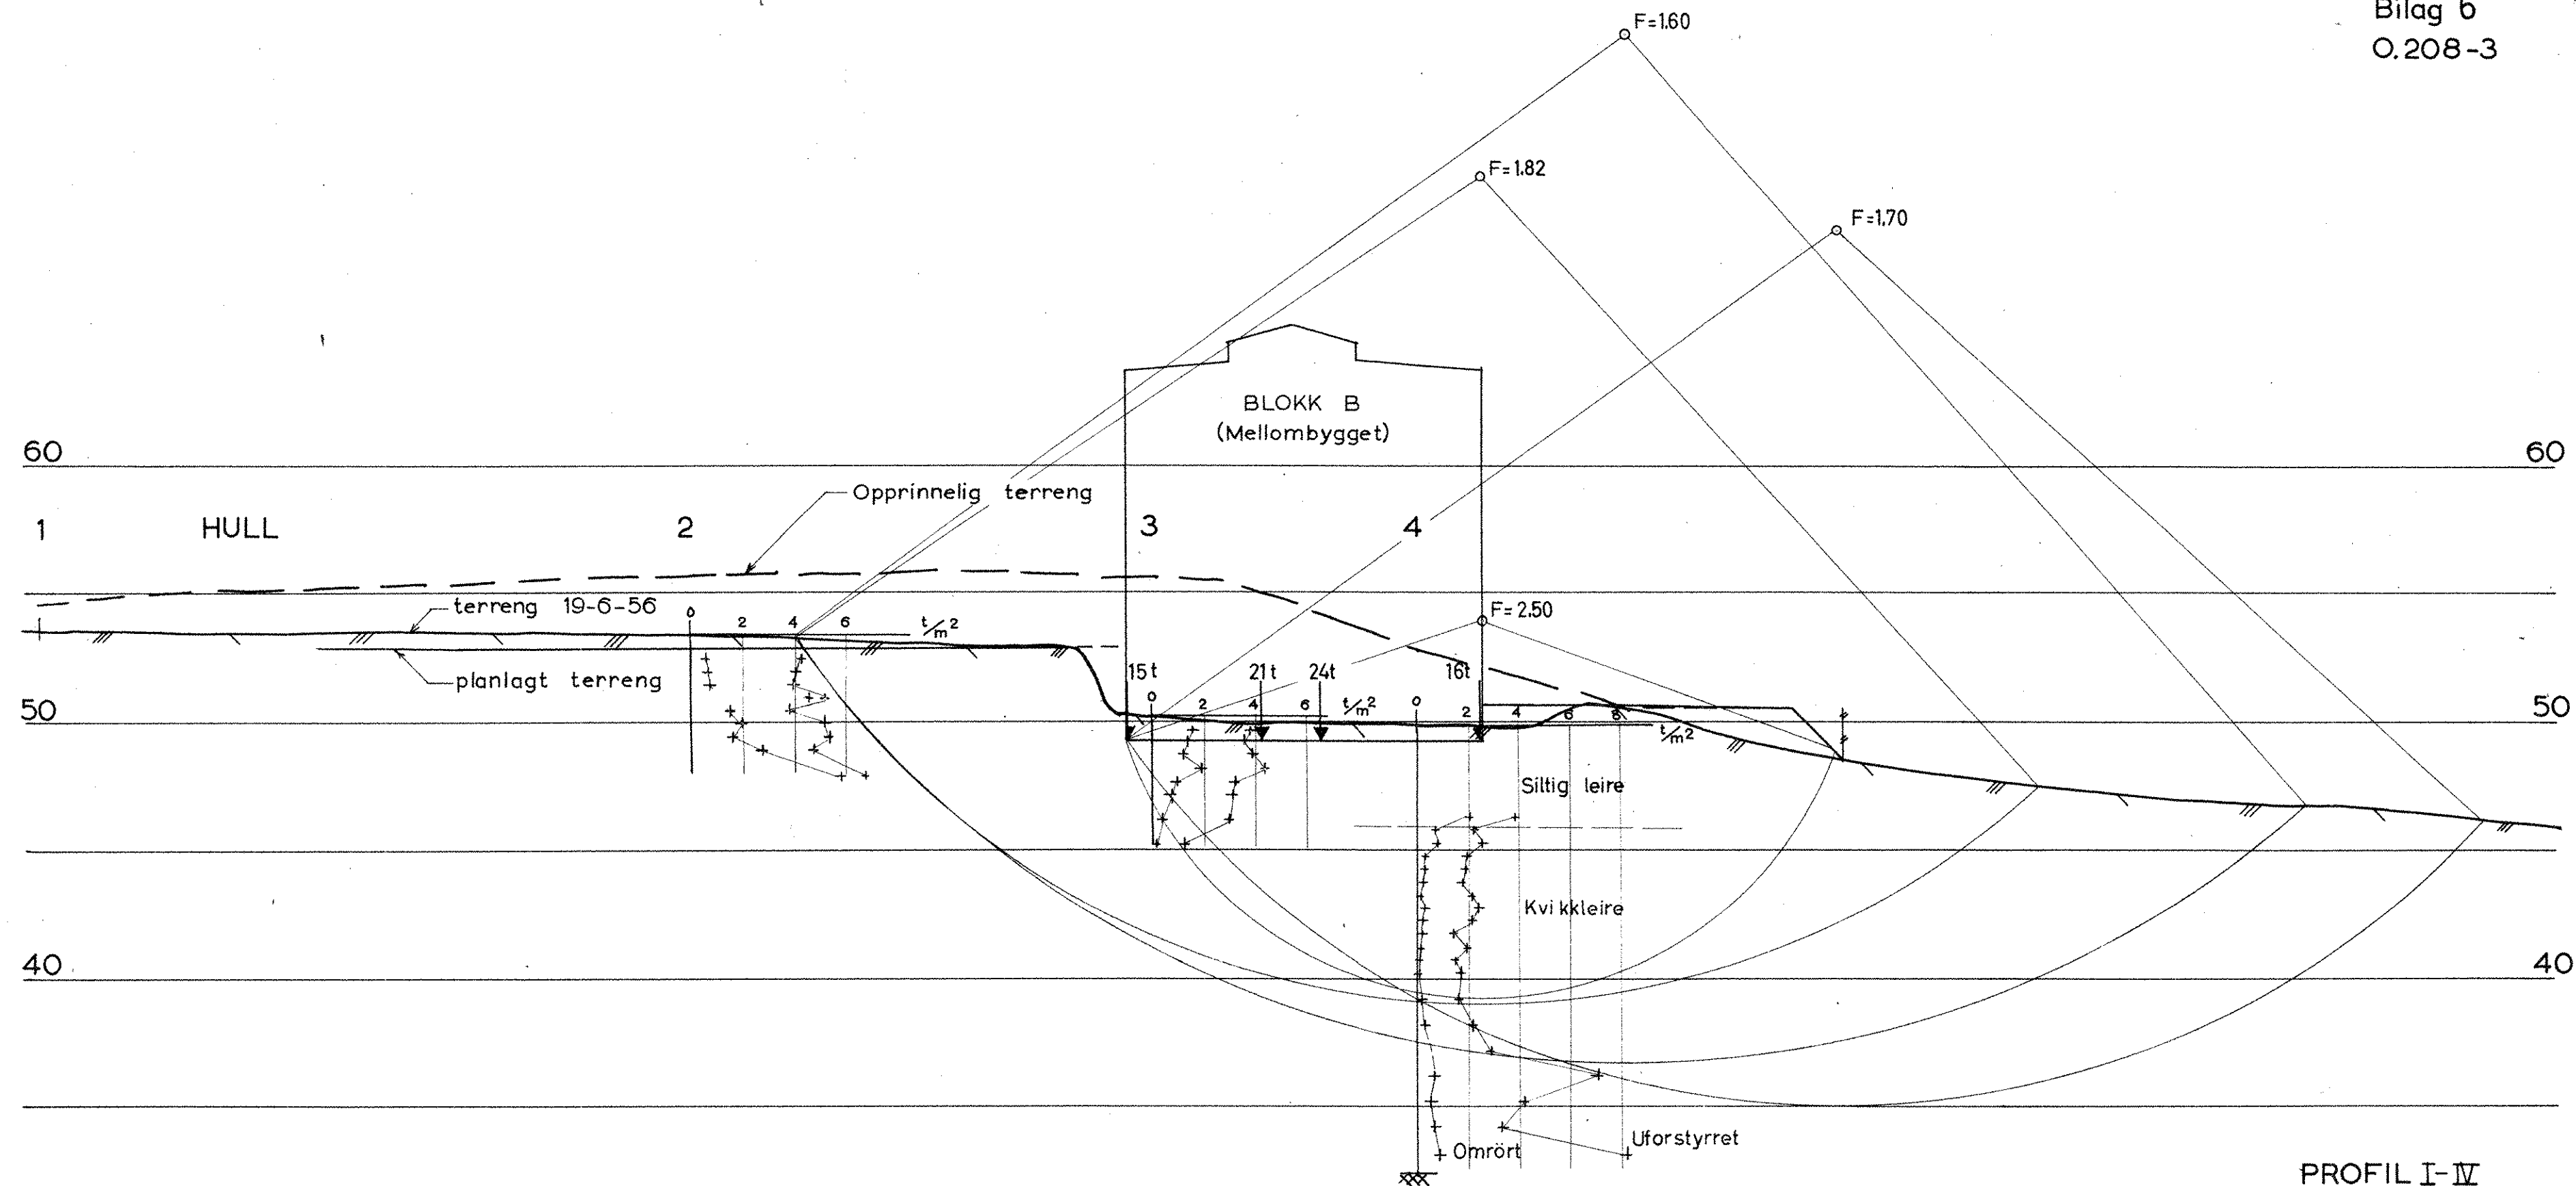 Bilag 6
O.208-3
F=1.60
F=1.82
F=1.70
BLOKK B
(Mellombygget)
60 60
Opprinnelig terreng
1 HULL 2 3 4
terreng 19-6-56
F=2.50
0 2 4 6 t/m²
planlagt terreng
15t 21t 24t 16t
50 50
0 2 4 6 t/m²
0 2 4 6 8 t/m²
Siltig leire
Kvikkleire
40 40
Omrört
Uforstyrret
PROFIL I-IV